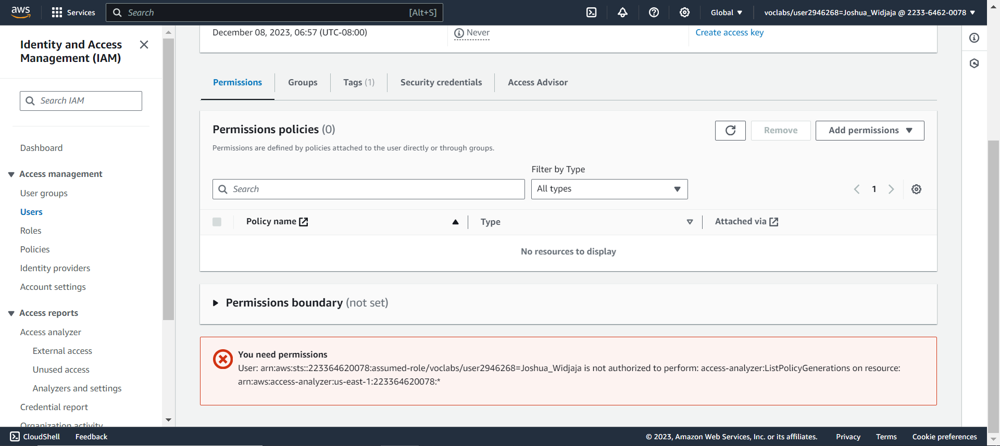 aws
Services
Search
[Alt+S]
Global
voclabs/user2946268=Joshua_Widjaja @ 2233-6462-0078
Identity and Access
Management (IAM)
Search IAM
Dashboard
Access management
User groups
Users
Roles
Policies
Identity providers
Account settings
Access reports
Access analyzer
External access
Unused access
Analyzers and settings
Credential report
Organization activity
December 08, 2023, 06:57 (UTC-08:00)
Never
Create access key
Permissions
Groups
Tags (1)
Security credentials
Access Advisor
Permissions policies (0)
Remove
Add permissions
Permissions are defined by policies attached to the user directly or through groups.
Filter by Type
Search
All types
1
Policy name
Type
Attached via
No resources to display
Permissions boundary (not set)
You need permissions
User: arn:aws:sts::223364620078:assumed-role/voclabs/user2946268=Joshua_Widjaja is not authorized to perform: access-analyzer:ListPolicyGenerations on resource:
arn:aws:access-analyzer:us-east-1:223364620078:*
CloudShell
Feedback
© 2023, Amazon Web Services, Inc. or its affiliates.
Privacy
Terms
Cookie preferences